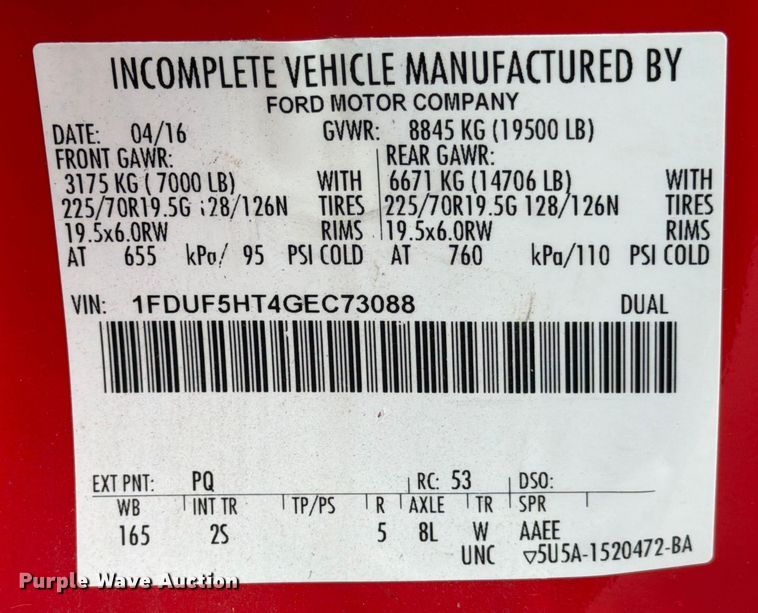 INCOMPLETE VEHICLE MANUFACTURED BY
FORD MOTOR COMPANY
DATE: 04/16 GVWR: 8845 KG (19500 LB)
FRONT GAWR: REAR GAWR:
3175 KG ( 7000 LB) WITH 6671 KG (14706 LB) WITH
225/70R19.5G 128/126N TIRES 225/70R19.5G 128/126N TIRES
19.5x6.0RW RIMS 19.5x6.0RW RIMS
AT 655 kPa/ 95 PSI COLD AT 760 kPa/110 PSI COLD
VIN: 1FDUF5HT4GEC73088 DUAL
EXT PNT: PQ RC: 53 DSO:
WB INT TR TP/PS R AXLE TR SPR
165 2S 5 8L W AAEE
UNC ▽5U5A-1520472-BA
Purple Wave Auction